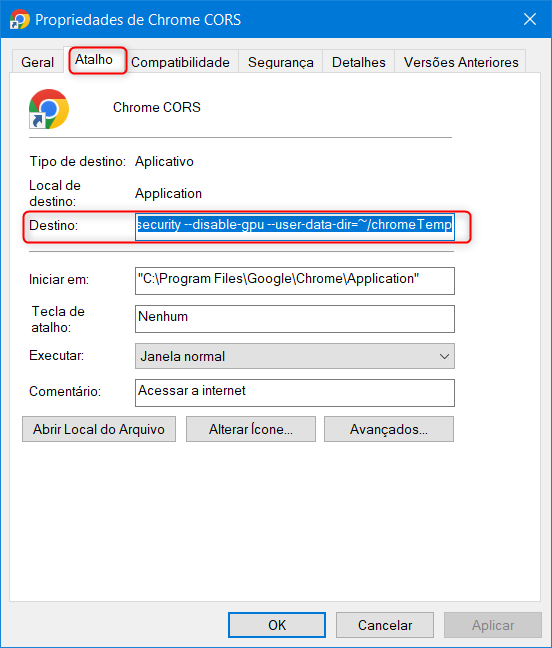 Propriedades de Chrome CORS
Geral Atalho Compatibilidade Segurança Detalhes Versões Anteriores
Chrome CORS
Tipo de destino: Aplicativo
Local de destino: Application
Destino: security --disable-gpu --user-data-dir=~/chromeTemp
Iniciar em: "C:\Program Files\Google\Chrome\Application"
Tecla de atalho: Nenhum
Executar: Janela normal
Comentário: Acessar a internet
Abrir Local do Arquivo Alterar Ícone... Avançados...
OK Cancelar Aplicar